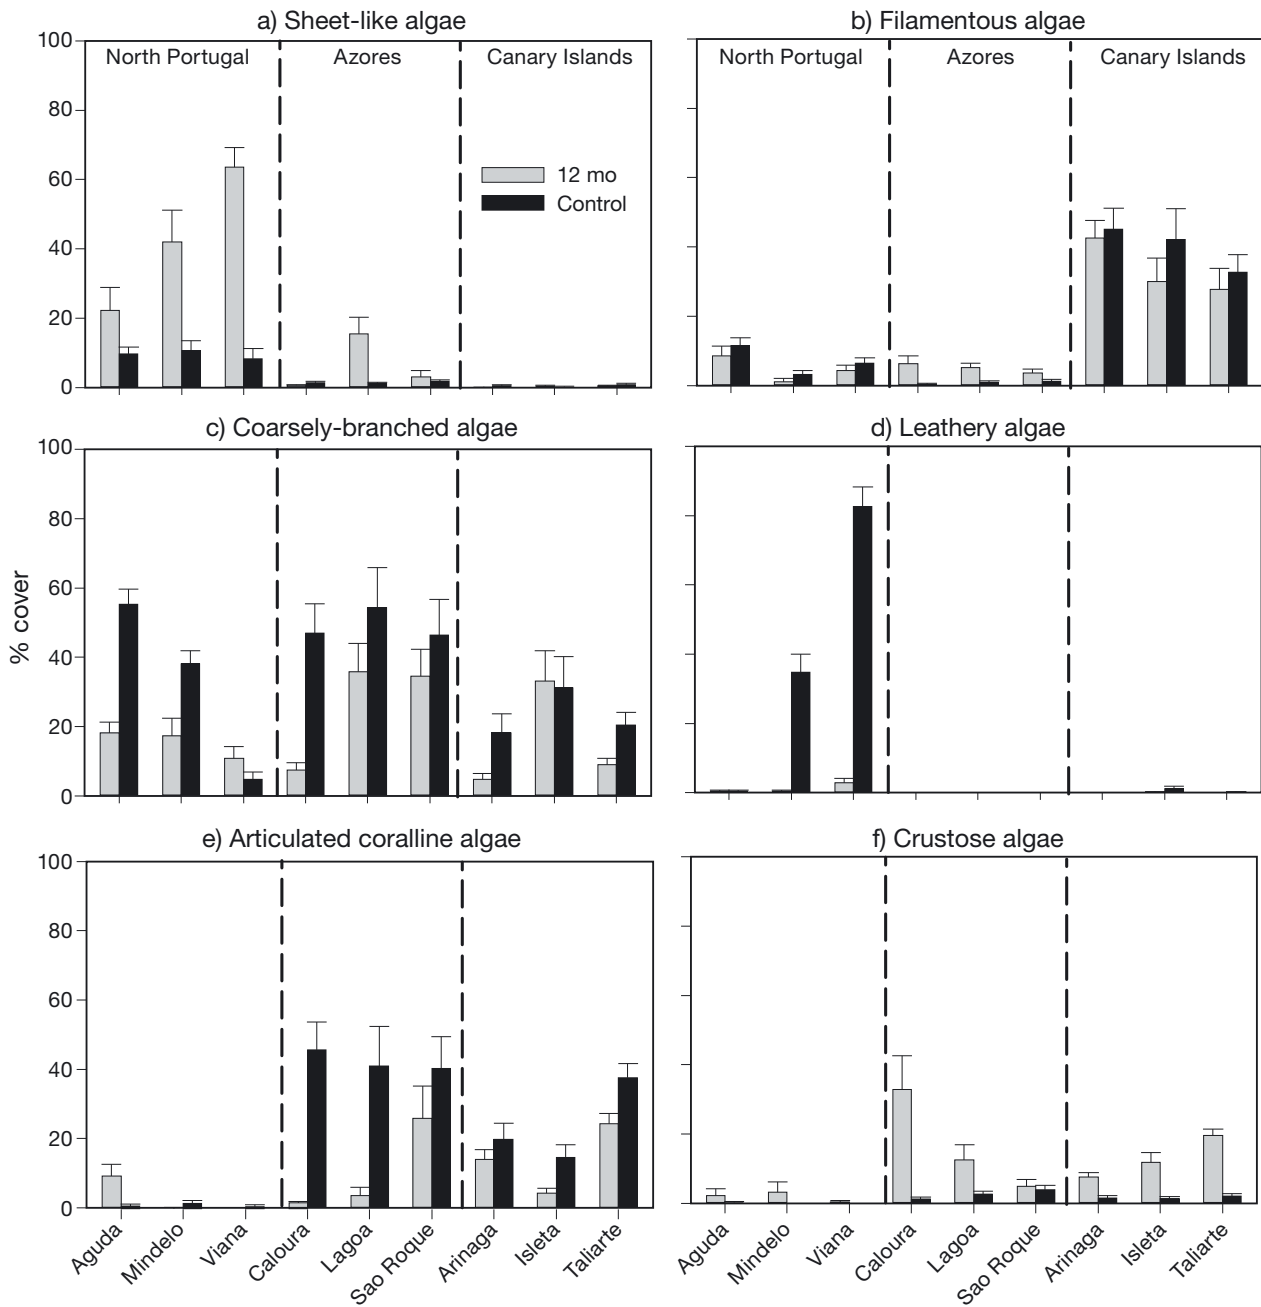 a) Sheet-like algae
b) Filamentous algae
100
80
60
40
20
0
North Portugal
Azores
Canary Islands
12 mo
Control
North Portugal
Azores
Canary Islands
c) Coarsely-branched algae
d) Leathery algae
100
80
60
40
20
0
% cover
e) Articulated coralline algae
f) Crustose algae
100
80
60
40
20
0
Aguda
Mindelo
Viana
Caloura
Lagoa
Sao Roque
Arinaga
Isleta
Taliarte
Aguda
Mindelo
Viana
Caloura
Lagoa
Sao Roque
Arinaga
Isleta
Taliarte